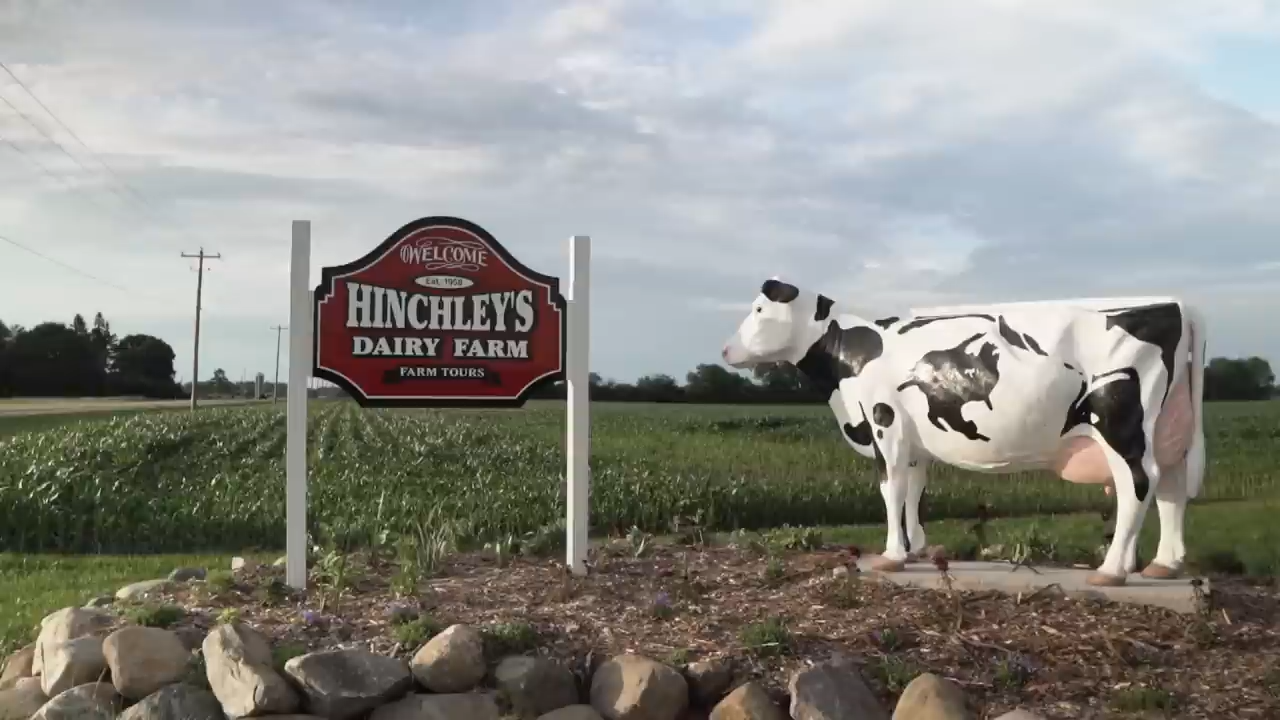 WELCOME
Est. 1958
HINCHLEY'S
DAIRY FARM
FARM TOURS